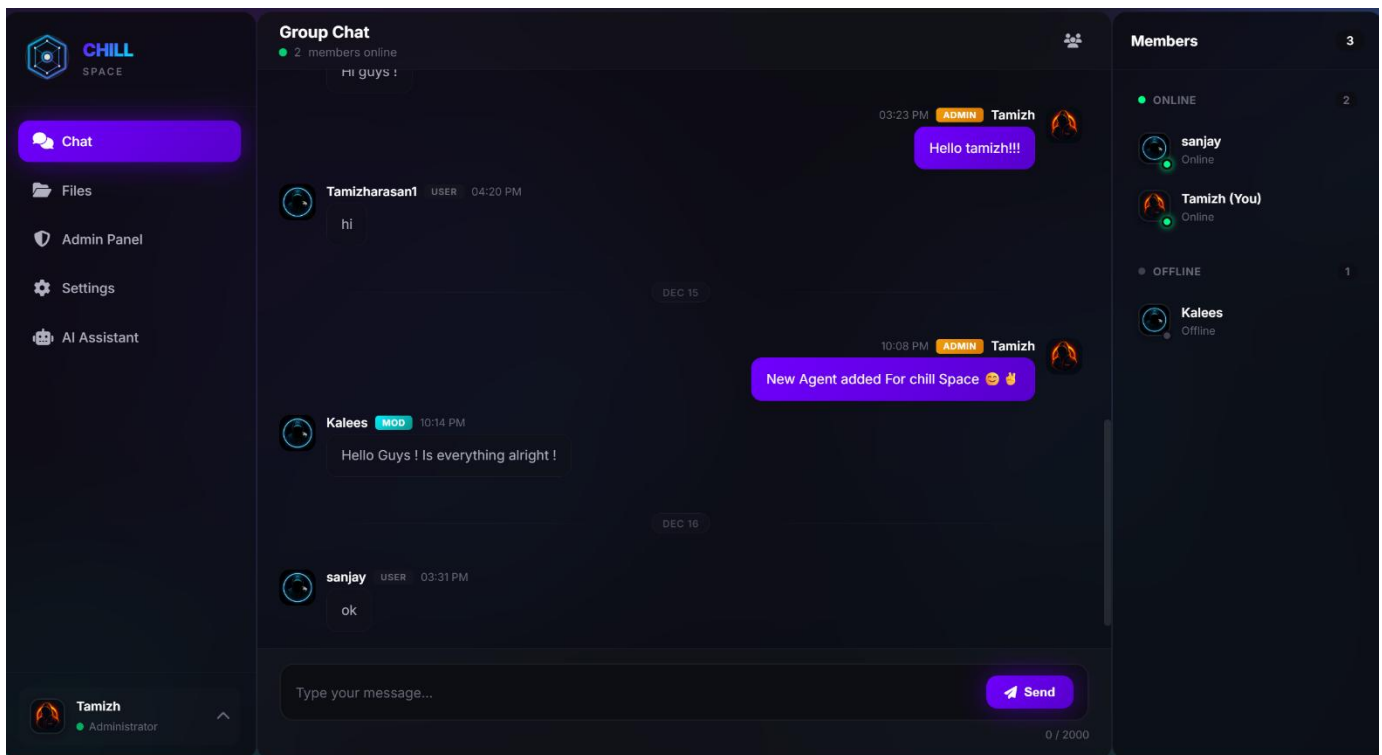 CHILL
SPACE
Chat
Files
Admin Panel
Settings
AI Assistant
Tamizh
Administrator
Group Chat
2 members online
Hi guys !
03:23 PM ADMIN Tamizh
Hello tamizh!!!
Tamizharasan1 USER 04:20 PM
hi
DEC 15
10:08 PM ADMIN Tamizh
New Agent added For chill Space 😊 ✌
Kalees MOD 10:14 PM
Hello Guys ! Is everything alright !
DEC 16
sanjay USER 03:31 PM
ok
Type your message...
Send
0 / 2000
Members 3
ONLINE 2
sanjay
Online
Tamizh (You)
Online
OFFLINE 1
Kalees
Offline